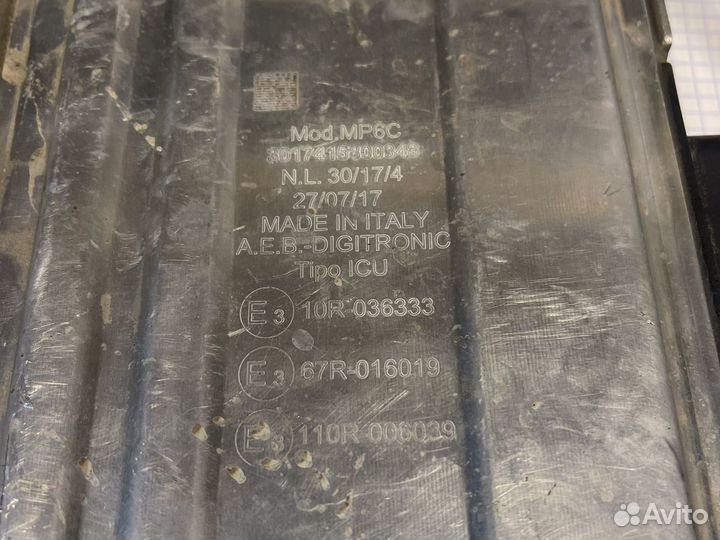 Mod.MP6C
N.L. 30/17/4
27/07/17
MADE IN ITALY
A.E.B.-DIGITRONIC
Tipo ICU
E3 10R-036333
E3 67R-016019
E3 110R-006039
Avito